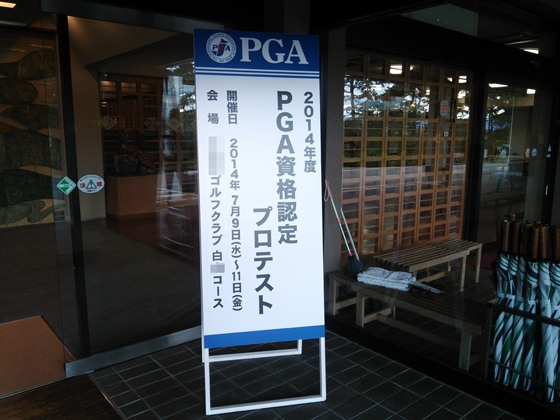 PGA
2014年度
PGA資格認定
プロテスト
開催日 2014年7月9日(水)~11日(金)
会場 ゴルフクラブ 白 コース